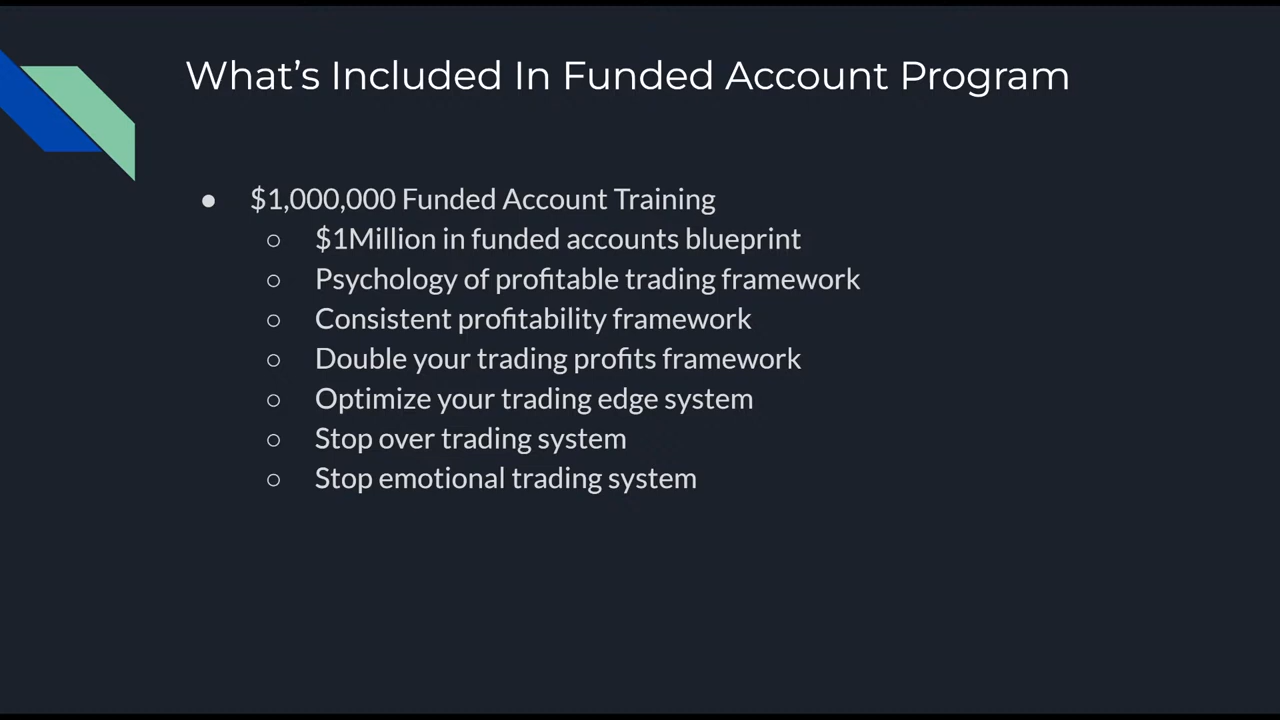 What's Included In Funded Account Program
● $1,000,000 Funded Account Training
○ $1Million in funded accounts blueprint
○ Psychology of profitable trading framework
○ Consistent profitability framework
○ Double your trading profits framework
○ Optimize your trading edge system
○ Stop over trading system
○ Stop emotional trading system